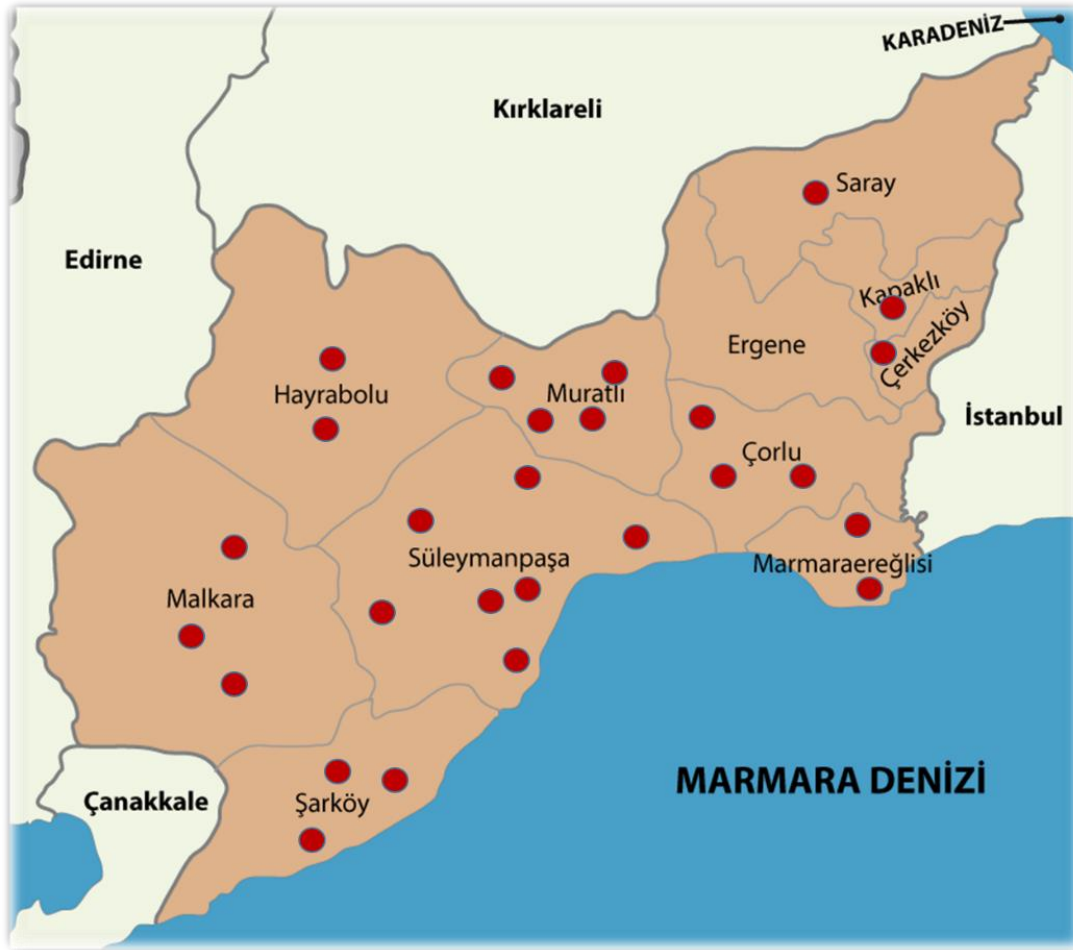 KARADENİZ
Kırklareli
Saray
Edirne
Kapaklı
Ergene
Çerkezköy
Hayrabolu
Muratlı
İstanbul
Çorlu
Süleymanpaşa
Marmaraereğlisi
Malkara
MARMARA DENİZİ
Çanakkale
Şarköy